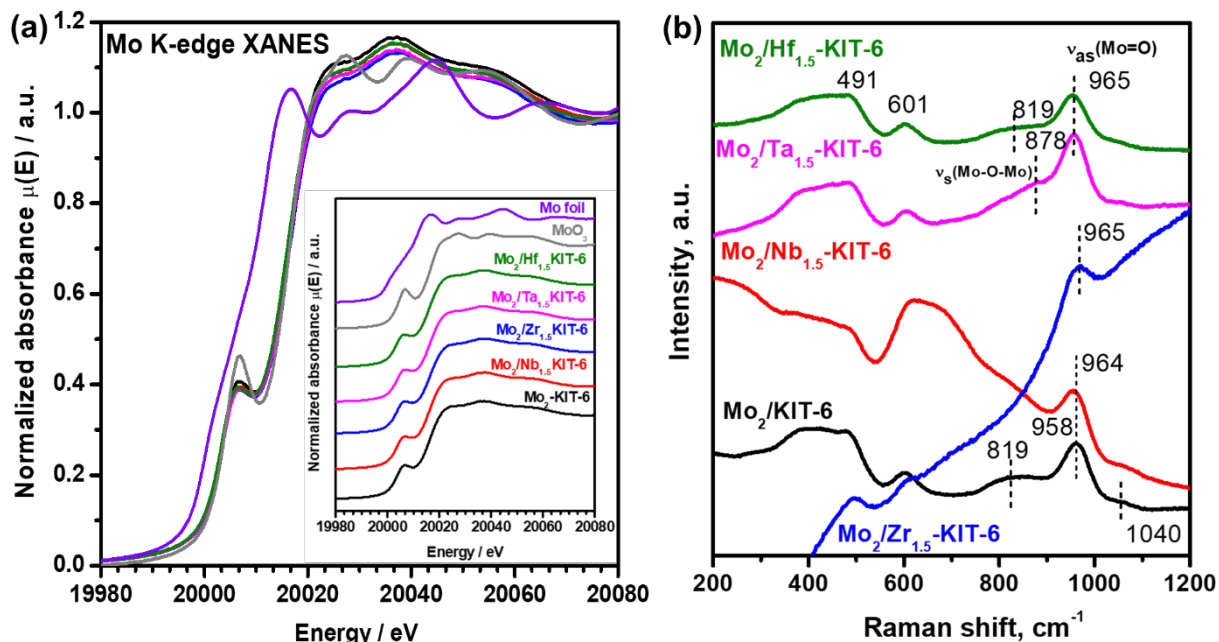 (a)
Mo K-edge XANES
Normalized absorbance μ(E) / a.u.
1.2
1.0
0.8
0.6
0.4
0.2
0.0
19980 20000 20020 20040 20060 20080
Energy / eV
Normalized absorbance μ(E) / a.u.
Mo foil
MoO₃
Mo₂/Hf₁.₅KIT-6
Mo₂/Ta₁.₅KIT-6
Mo₂/Zr₁.₅KIT-6
Mo₂/Nb₁.₅KIT-6
Mo₂-KIT-6
19980 20000 20020 20040 20060 20080
Energy / eV
(b)
Intensity, a.u.
Mo₂/Hf₁.₅-KIT-6
νas(Mo=O)
491
601
819
965
Mo₂/Ta₁.₅-KIT-6
878
νs(Mo-O-Mo)
965
Mo₂/Nb₁.₅-KIT-6
964
Mo₂/KIT-6
958
819
Mo₂/Zr₁.₅-KIT-6
1040
200 400 600 800 1000 1200
Raman shift, cm⁻¹